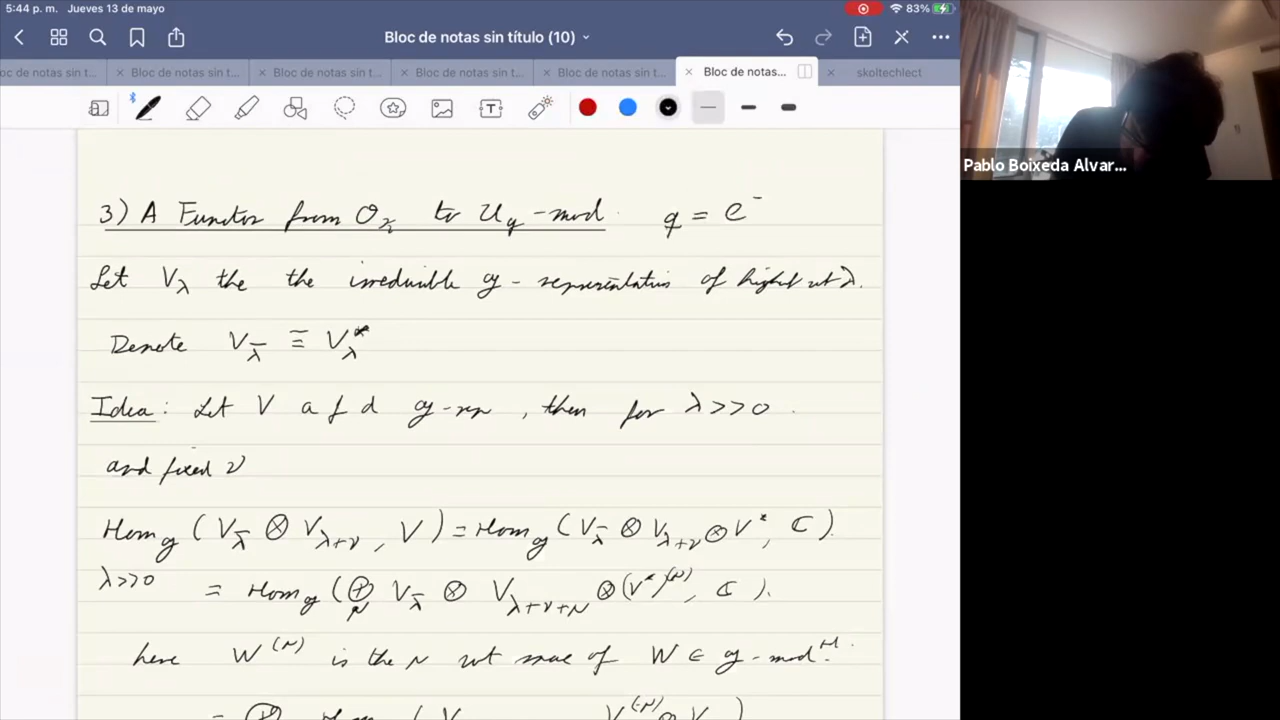 5:44 p. m. Jueves 13 de mayo
83%
Bloc de notas sin título (10)
oc de notas sin t...
Bloc de notas sin t...
Bloc de notas sin t...
Bloc de notas sin t...
Bloc de notas sin t...
Bloc de notas...
skoltechlect
Pablo Boixeda Alvar...
3) A Functor from O_χ to U_q-mod. q = e^-
Let V_λ the the irreducible g - representation of highest wt λ.
Denote V_λ̄ ≅ V_λ^*
Idea: Let V a f d g-rep, then for λ>>0.
and fixed ν
Hom_g (V_λ̄ ⊗ V_λ+ν, V) = Hom_g (V_λ̄ ⊗ V_λ+ν ⊗ V^*, ℂ).
λ>>0 = Hom_g (⊕_μ V_λ̄ ⊗ V_λ+ν+μ ⊗ (V^*)^(μ), ℂ).
here W^(μ) is the μ wt space of W ∈ g-mod